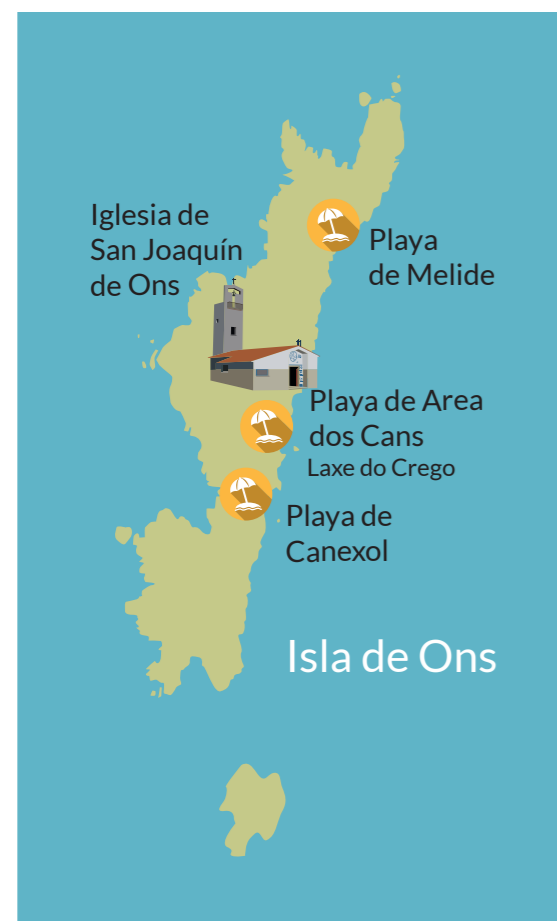 Iglesia de
San Joaquín
de Ons
Playa
de Melide
Playa de Area
dos Cans
Laxe do Crego
Playa de
Canexol
Isla de Ons